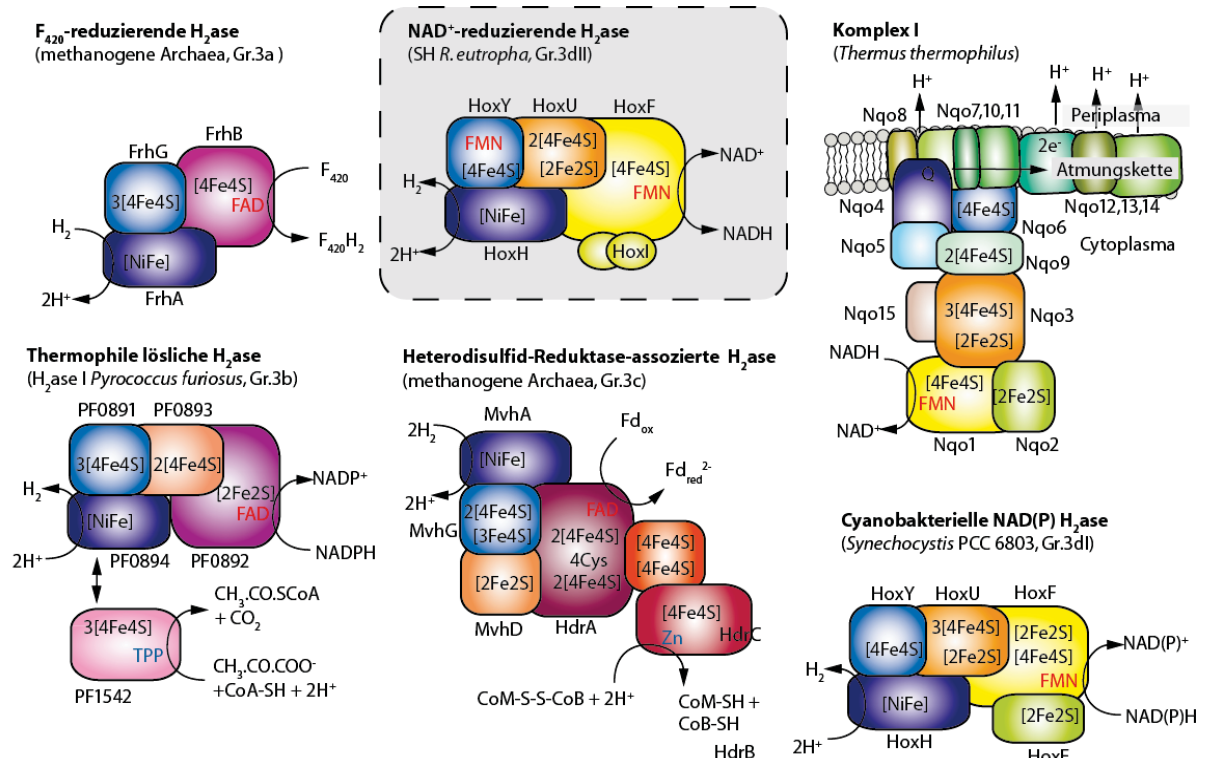 F₄₂₀-reduzierende H₂ase
(methanogene Archaea, Gr.3a )
FrhB
FrhG
[4Fe4S]
FAD
3[4Fe4S]
F₄₂₀
H₂
[NiFe]
F₄₂₀H₂
2H⁺
FrhA
NAD⁺-reduzierende H₂ase
(SH R. eutropha, Gr.3dII)
HoxY
HoxU
HoxF
FMN
2[4Fe4S]
[4Fe4S]
[2Fe2S]
[4Fe4S]
FMN
NAD⁺
H₂
[NiFe]
NADH
2H⁺
HoxH
HoxI
Komplex I
(Thermus thermophilus)
H⁺
H⁺
H⁺
H⁺
Nqo8
Nqo7,10,11
Periplasma
2e⁻
Q
Atmungskette
Nqo4
[4Fe4S]
Nqo12,13,14
Nqo6
Cytoplasma
Nqo5
2[4Fe4S]
Nqo9
Nqo15
3[4Fe4S]
Nqo3
[2Fe2S]
NADH
[4Fe4S]
FMN
[2Fe2S]
NAD⁺
Nqo1
Nqo2
Thermophile lösliche H₂ase
(H₂ase I Pyrococcus furiosus, Gr.3b)
PF0891
PF0893
3[4Fe4S]
2[4Fe4S]
H₂
[2Fe2S]
FAD
NADP⁺
[NiFe]
2H⁺
NADPH
PF0894
PF0892
CH₃.CO.SCoA
+ CO₂
3[4Fe4S]
TPP
CH₃.CO.COO⁻
+CoA-SH + 2H⁺
PF1542
Heterodisulfid-Reduktase-assozierte H₂ase
(methanogene Archaea, Gr.3c)
MvhA
Fd_ox
2H₂
[NiFe]
Fd_red²⁻
2H⁺
MvhG
2[4Fe4S]
[3Fe4S]
FAD
2[4Fe4S]
4Cys
2[4Fe4S]
[4Fe4S]
[4Fe4S]
[2Fe2S]
MvhD
HdrA
[4Fe4S]
Zn
HdrC
CoM-S-S-CoB + 2H⁺
CoM-SH +
CoB-SH
HdrB
Cyanobakterielle NAD(P) H₂ase
(Synechocystis PCC 6803, Gr.3dI)
HoxY
HoxU
HoxF
[4Fe4S]
3[4Fe4S]
[2Fe2S]
[2Fe2S]
[4Fe4S]
FMN
NAD(P)⁺
H₂
[NiFe]
[2Fe2S]
NAD(P)H
2H⁺
HoxH
HoxE